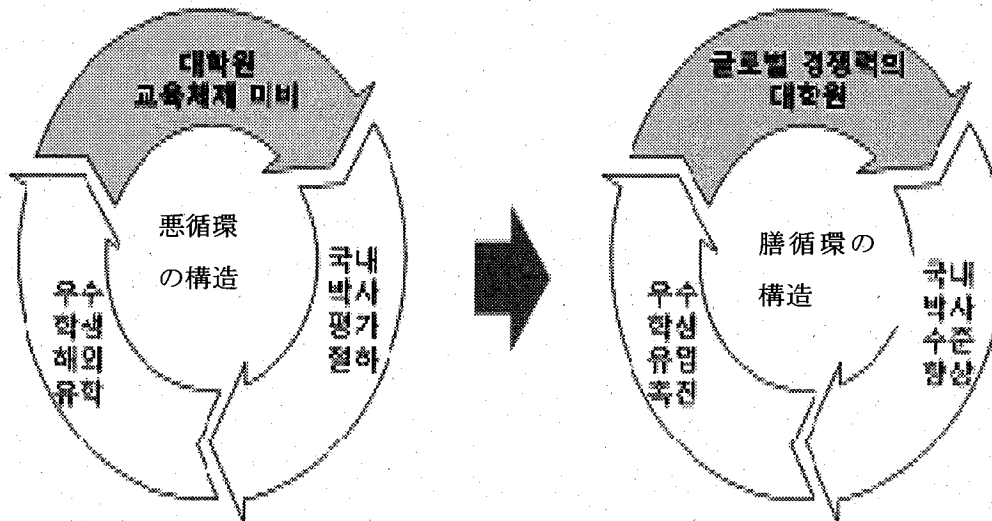 대학원
교육체제 미비
悪循環
の構造
국내
박사
평가
절하
우수
학생
해외
유학
글로벌 경쟁력의
대학원
膳循環の
構造
국내
박사
수준
향상
우수
학생
유입
촉진